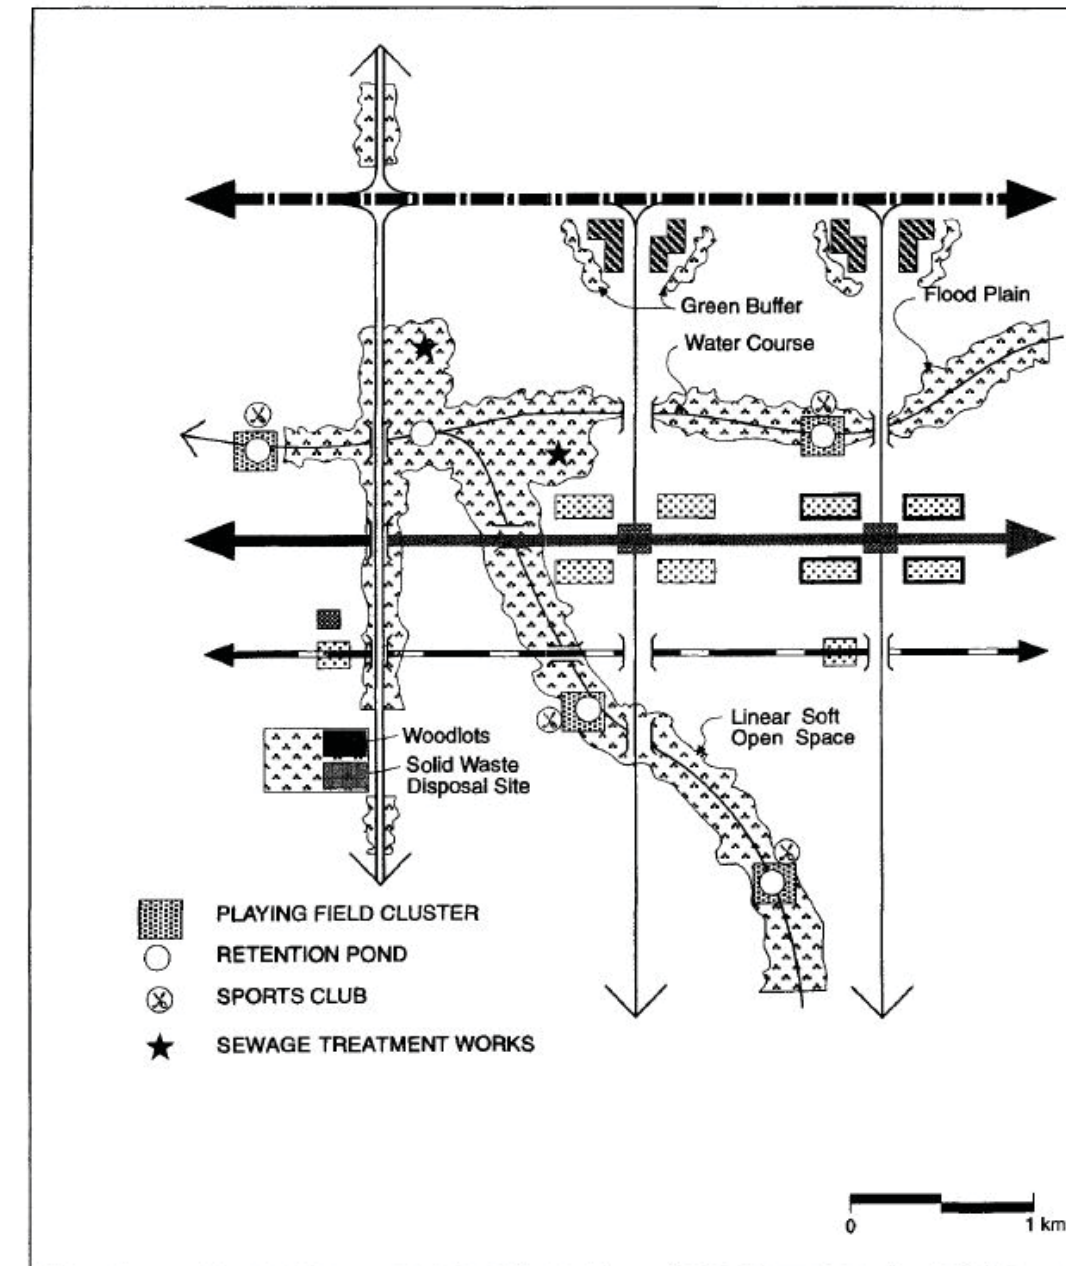 Green Buffer
Flood Plain
Water Course
Linear Soft
Open Space
Woodlots
Solid Waste
Disposal Site
PLAYING FIELD CLUSTER
RETENTION POND
SPORTS CLUB
SEWAGE TREATMENT WORKS
0 1 km